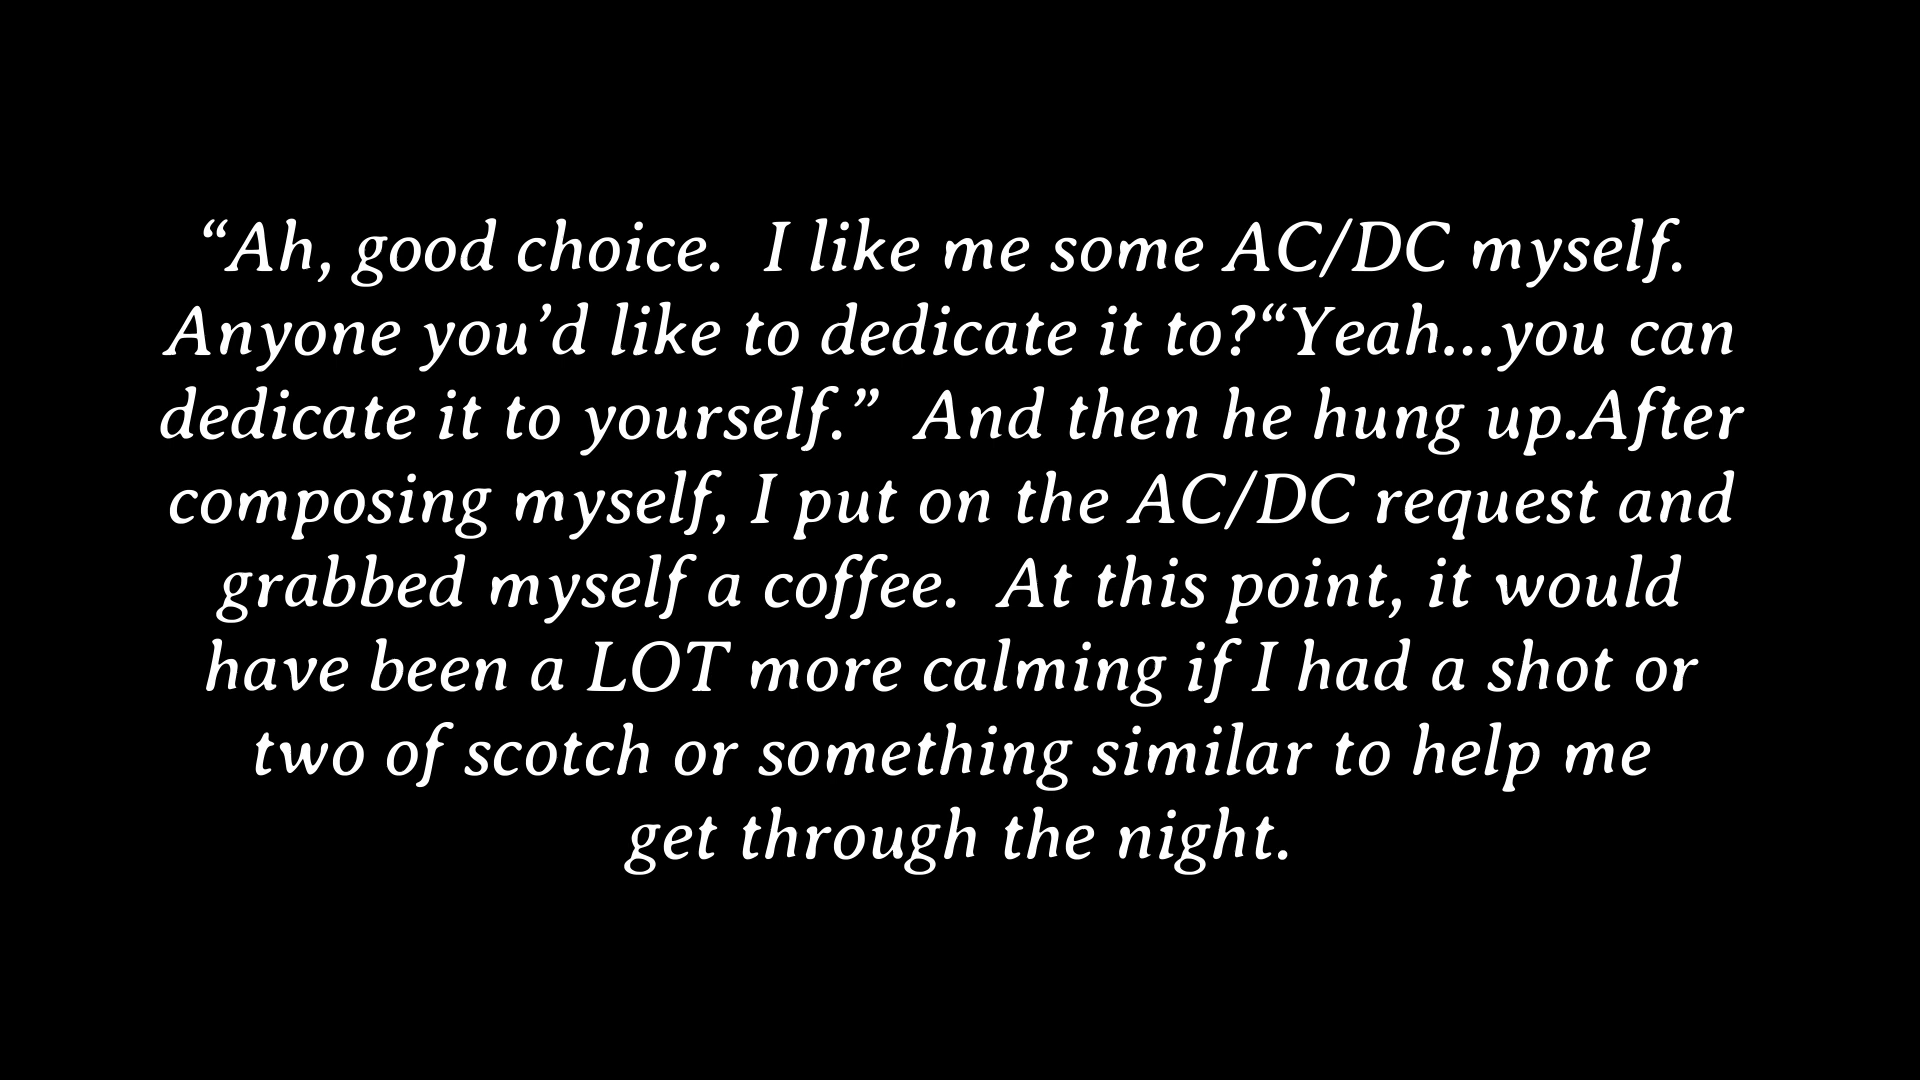 “Ah, good choice.  I like me some AC/DC myself.
Anyone you’d like to dedicate it to?“Yeah...you can
dedicate it to yourself.”  And then he hung up.After
composing myself, I put on the AC/DC request and
grabbed myself a coffee.  At this point, it would
have been a LOT more calming if I had a shot or
two of scotch or something similar to help me
get through the night.